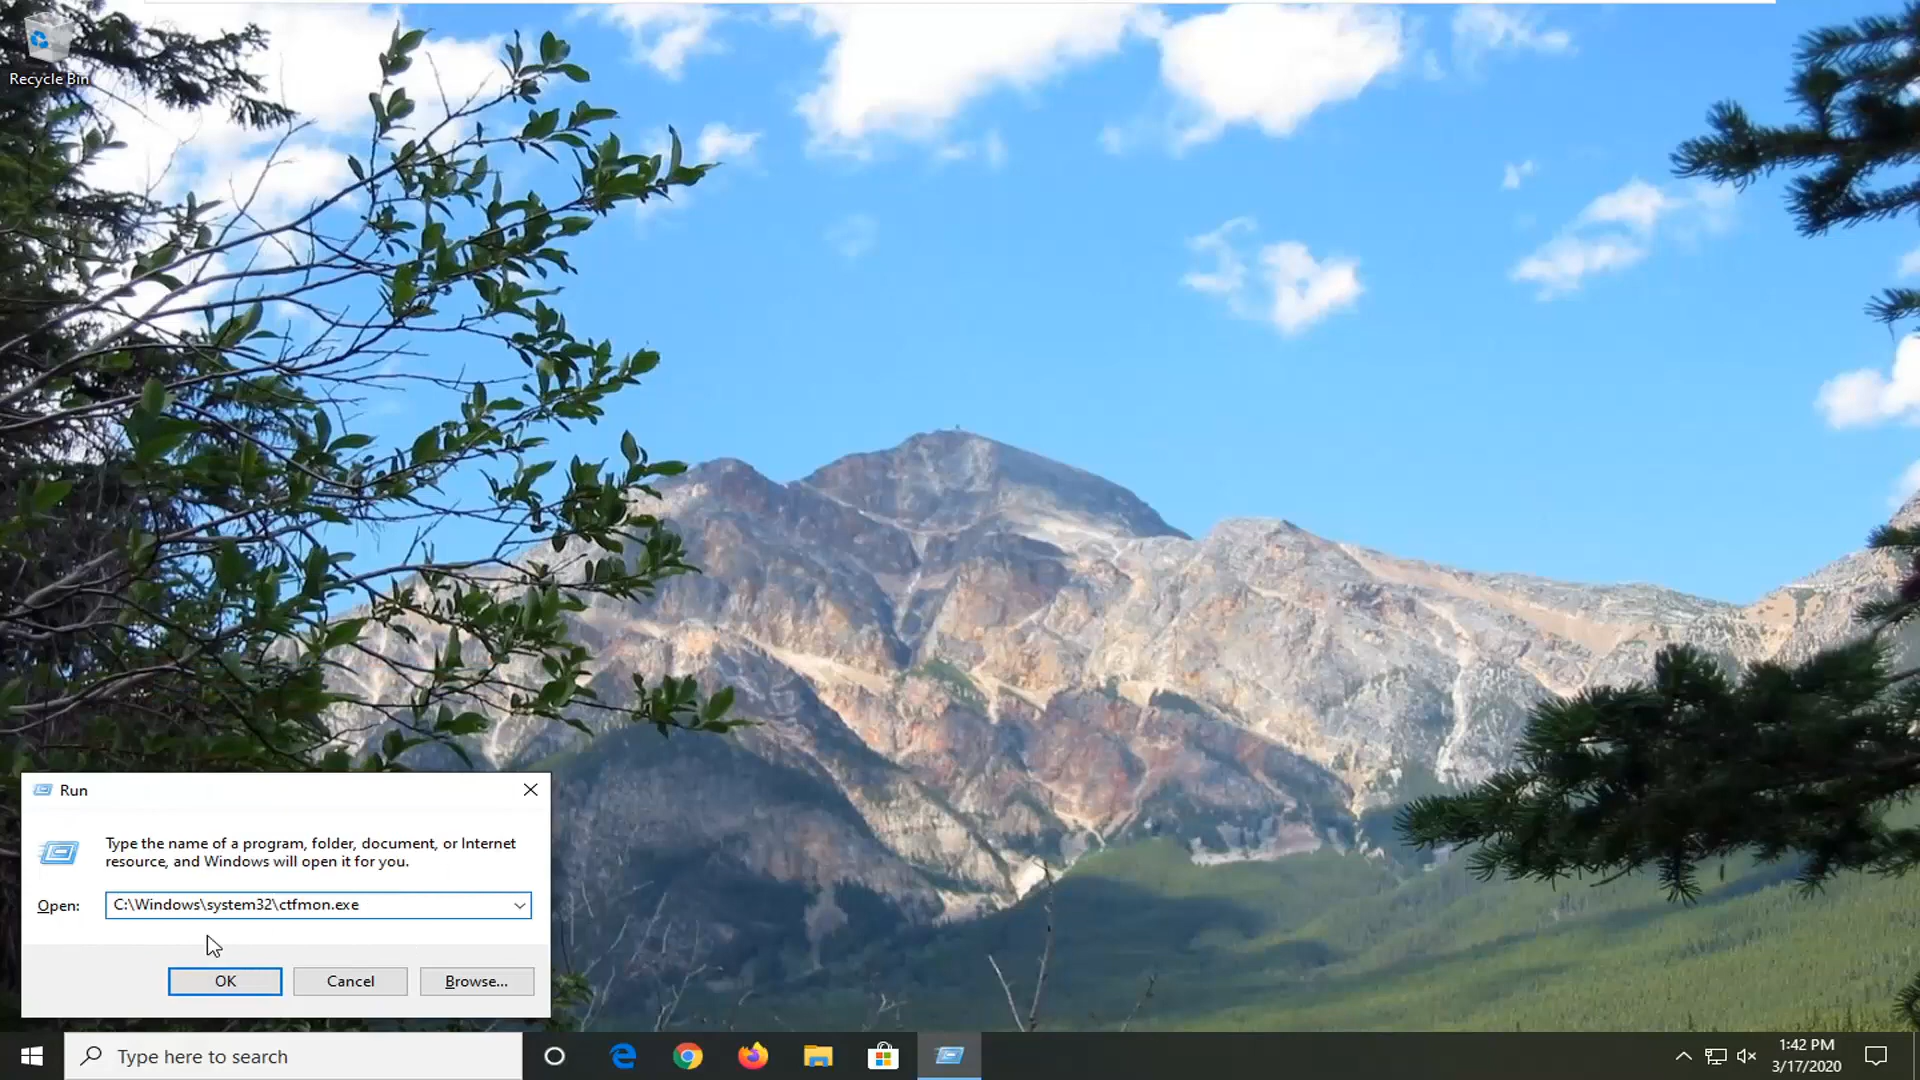 Recycle Bin
Run
Type the name of a program, folder, document, or Internet
resource, and Windows will open it for you.
Open: C:\Windows\system32\ctfmon.exe
OK Cancel Browse...
Type here to search
1:42 PM
3/17/2020